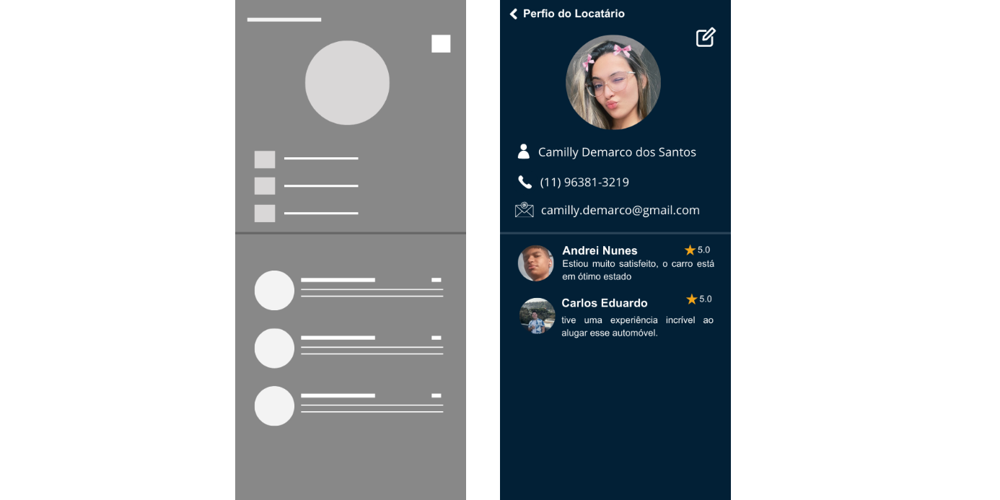 Perfio do Locatário
Camilly Demarco dos Santos
(11) 96381-3219
camilly.demarco@gmail.com
Andrei Nunes
5.0
Estiou muito satisfeito, o carro está
em ótimo estado
Carlos Eduardo
5.0
tive uma experiência incrível ao
alugar esse automóvel.